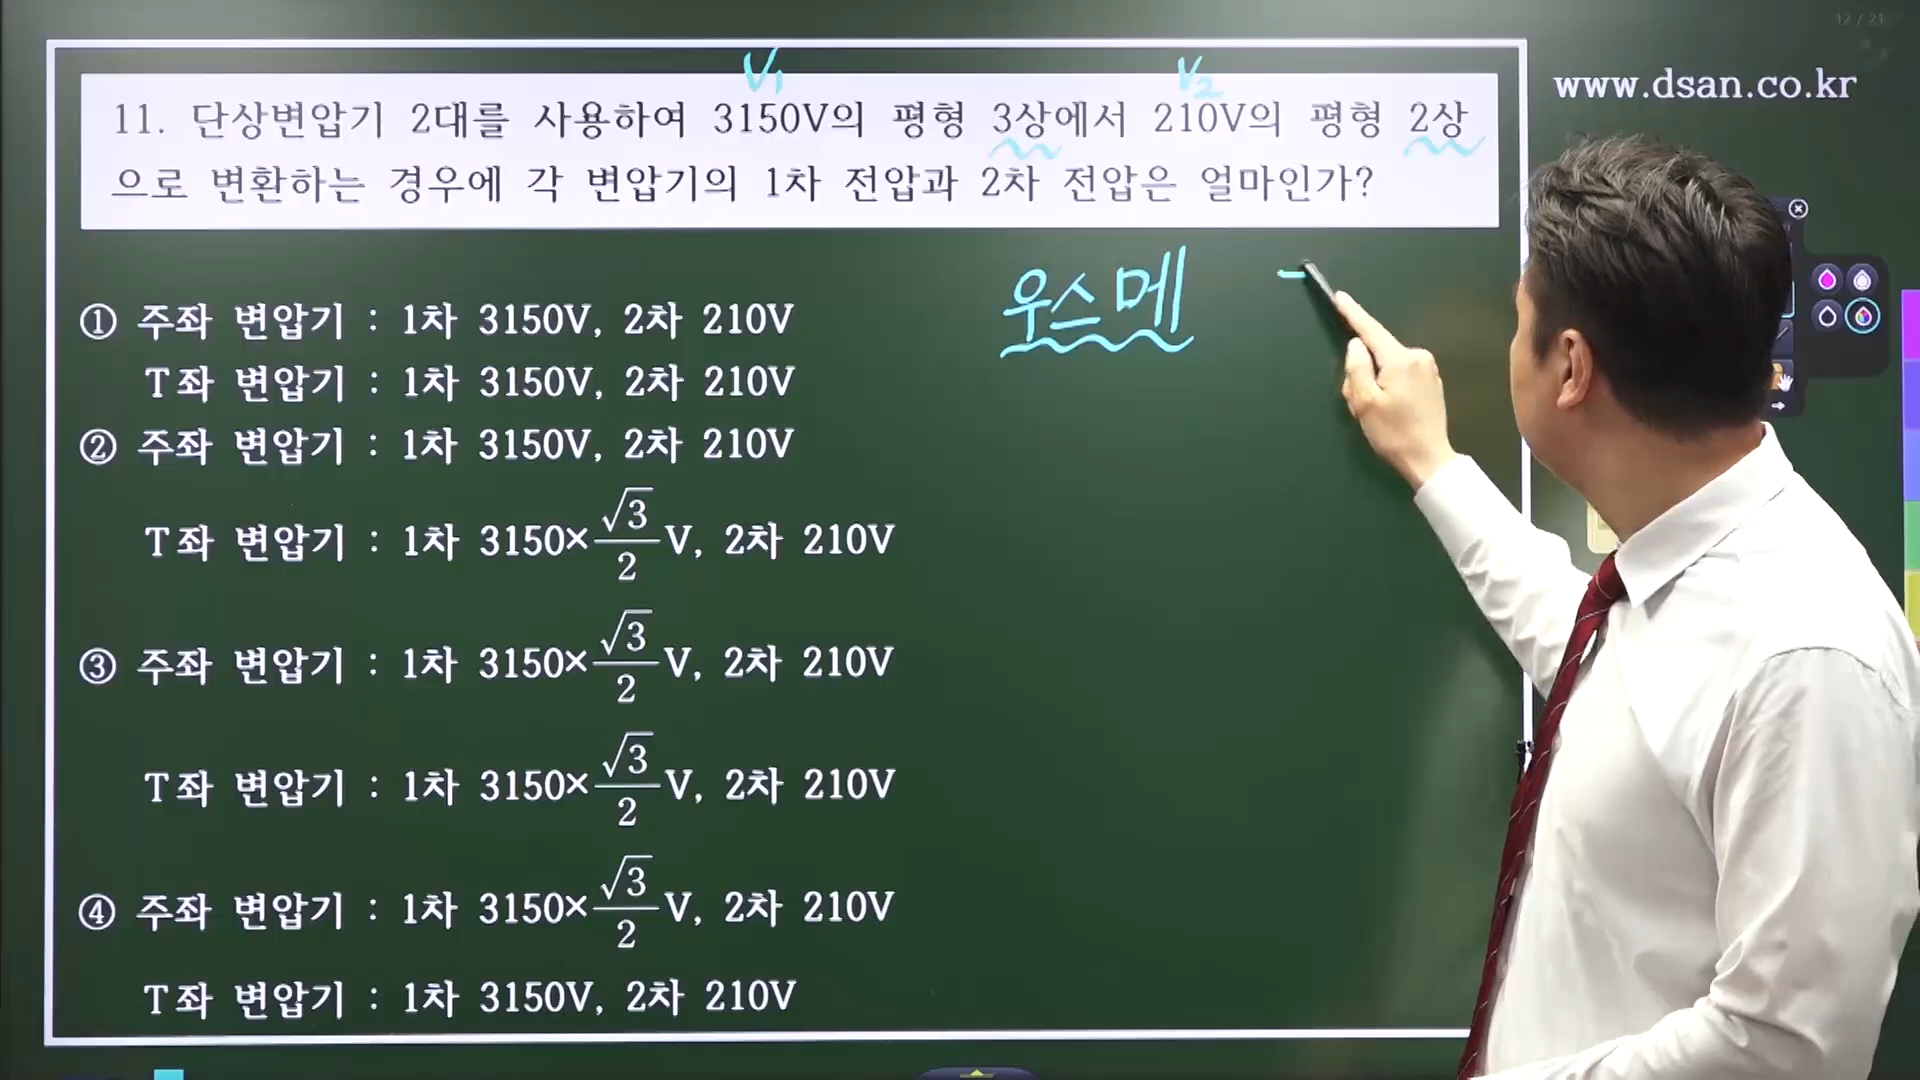 12 / 21
www.dsan.co.kr
V₁
V₂
11. 단상변압기 2대를 사용하여 3150V의 평형 3상에서 210V의 평형 2상
으로 변환하는 경우에 각 변압기의 1차 전압과 2차 전압은 얼마인가?
우스멘
① 주좌 변압기 : 1차 3150V, 2차 210V
T좌 변압기 : 1차 3150V, 2차 210V
② 주좌 변압기 : 1차 3150V, 2차 210V
T좌 변압기 : 1차 3150×√3/2V, 2차 210V
③ 주좌 변압기 : 1차 3150×√3/2V, 2차 210V
T좌 변압기 : 1차 3150×√3/2V, 2차 210V
④ 주좌 변압기 : 1차 3150×√3/2V, 2차 210V
T좌 변압기 : 1차 3150V, 2차 210V